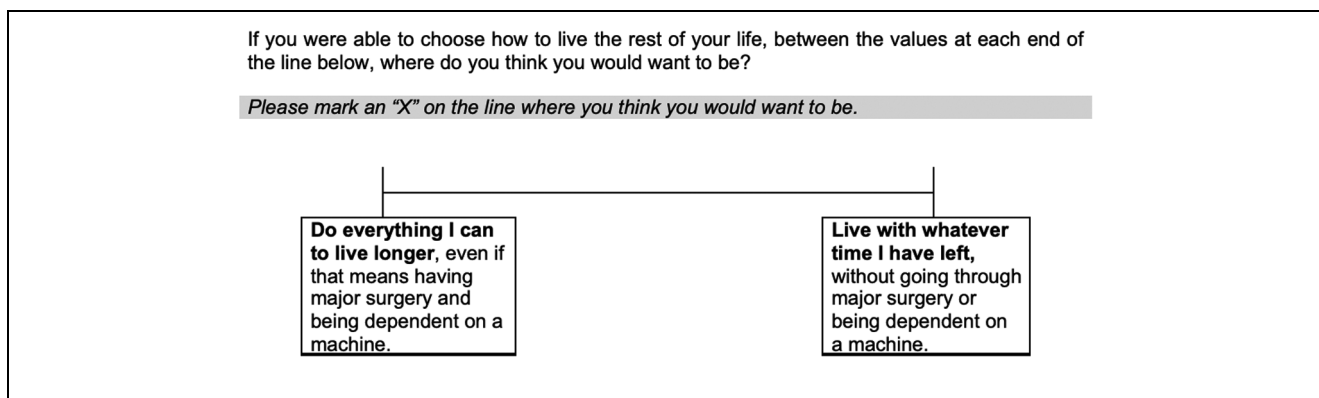 If you were able to choose how to live the rest of your life, between the values at each end of
the line below, where do you think you would want to be?
Please mark an “X” on the line where you think you would want to be.
Do everything I can
to live longer, even if
that means having
major surgery and
being dependent on a
machine.
Live with whatever
time I have left,
without going through
major surgery or
being dependent on
a machine.